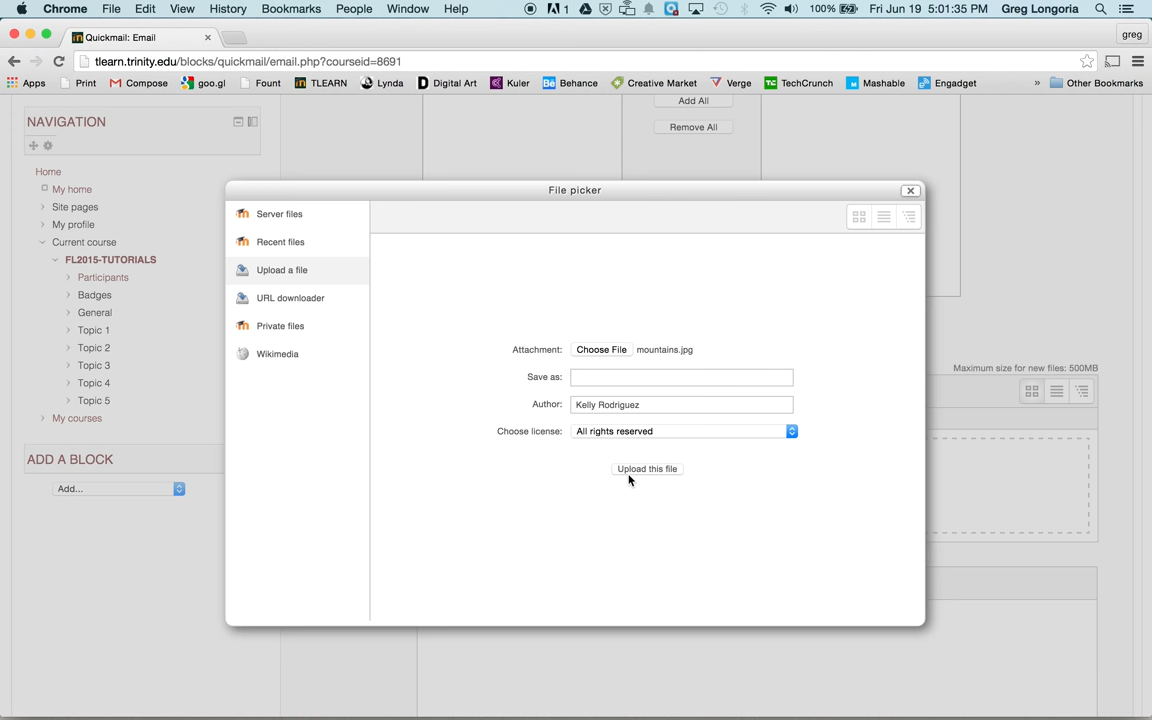 Chrome File Edit View History Bookmarks People Window Help 1 100% Fri Jun 19 5:01:35 PM Greg Longoria
Quickmail: Email greg
tlearn.trinity.edu/blocks/quickmail/email.php?courseid=8691
Apps Print Compose goo.gl Fount TLEARN Lynda Digital Art Kuler Behance Creative Market Verge TechCrunch Mashable Engadget » Other Bookmarks
Add All
Remove All
NAVIGATION
Home
My home
Site pages
My profile
Current course
FL2015-TUTORIALS
Participants
Badges
General
Topic 1
Topic 2
Topic 3
Topic 4
Topic 5
My courses
ADD A BLOCK
Add...
File picker
Server files
Recent files
Upload a file
URL downloader
Private files
Wikimedia
Attachment: Choose File mountains.jpg
Save as:
Author: Kelly Rodriguez
Choose license: All rights reserved
Upload this file
Maximum size for new files: 500MB